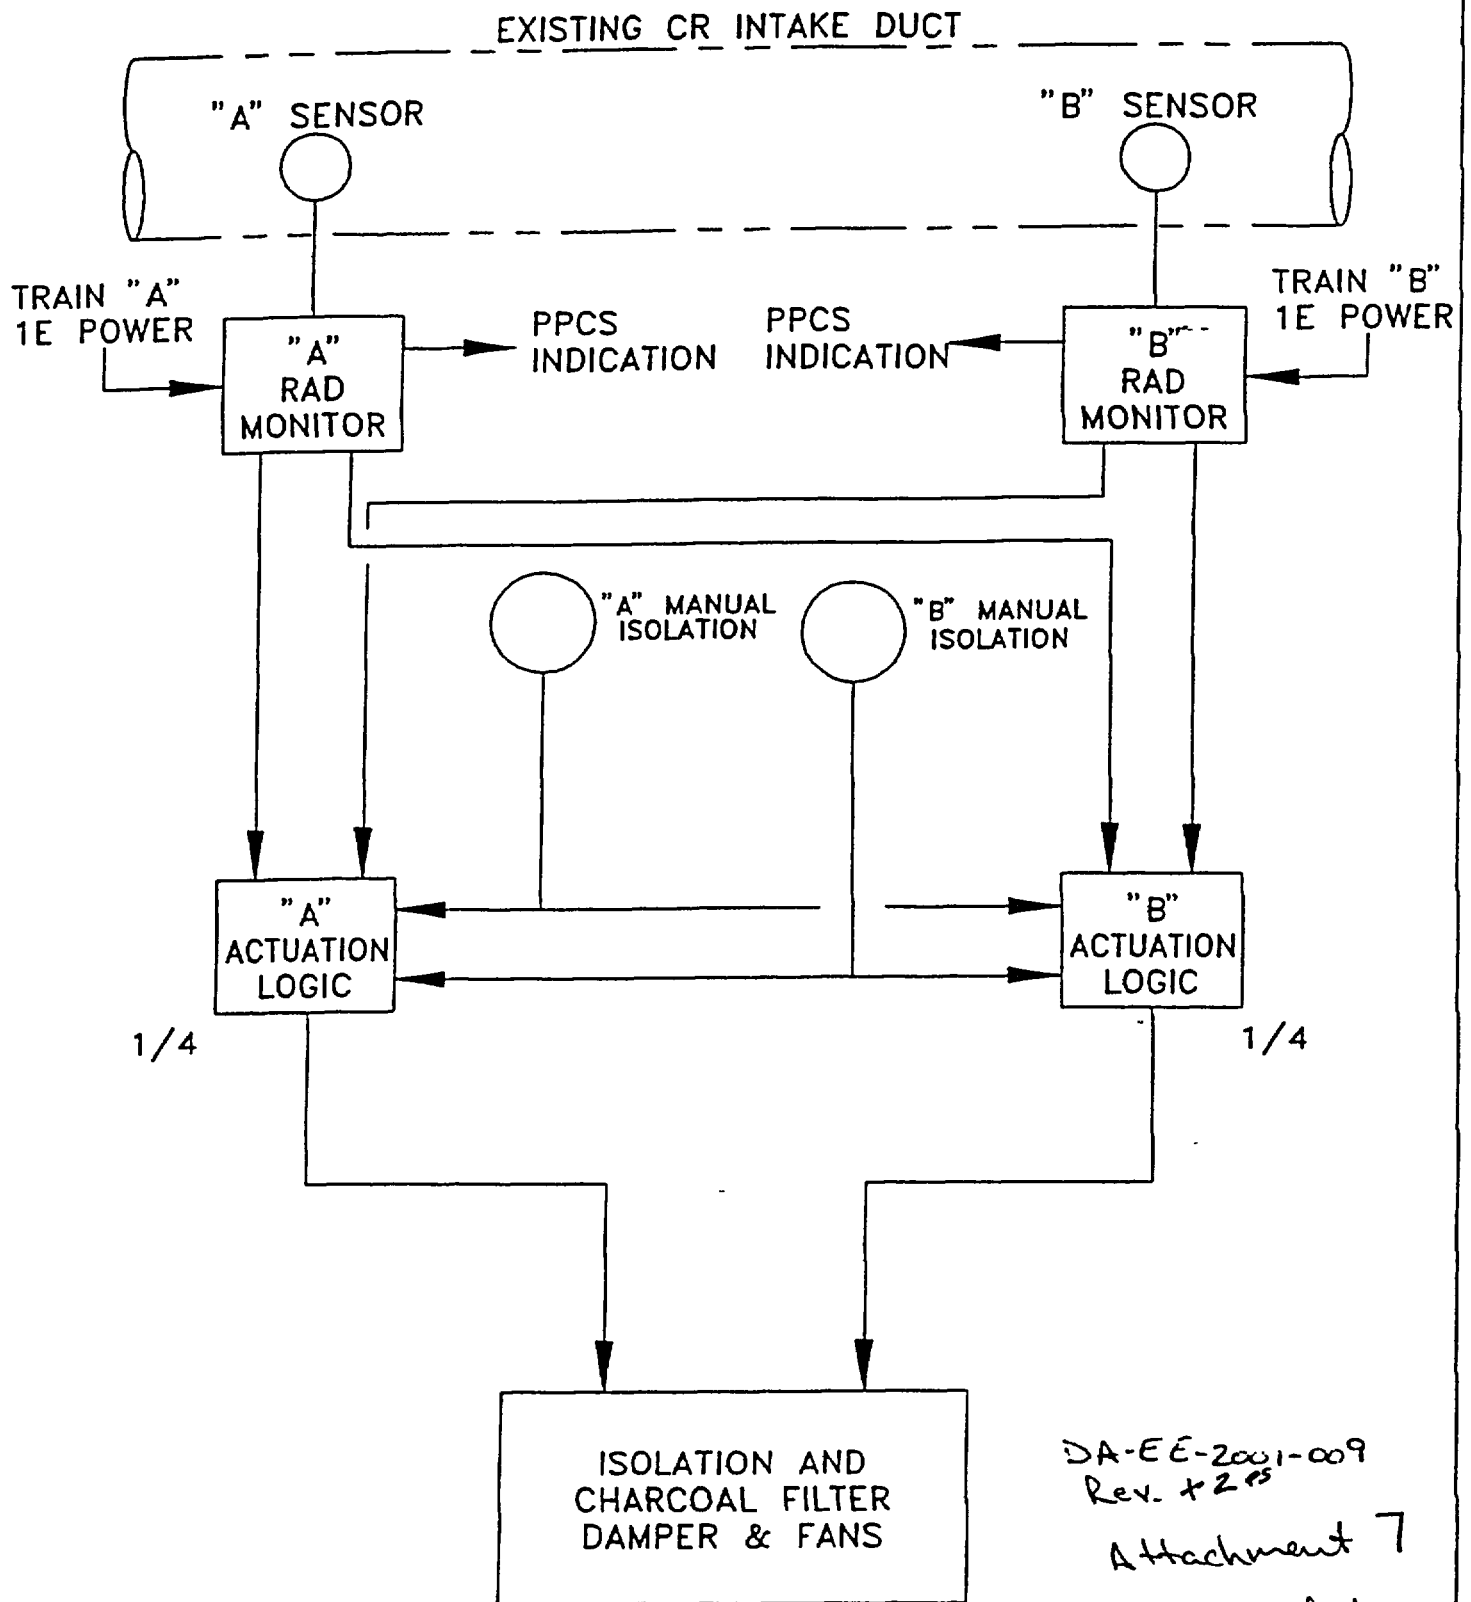 EXISTING CR INTAKE DUCT
"A" SENSOR
"B" SENSOR
TRAIN "A"
1E POWER
"A"
RAD
MONITOR
PPCS
INDICATION
PPCS
INDICATION
"B"
RAD
MONITOR
TRAIN "B"
1E POWER
"A" MANUAL
ISOLATION
"B" MANUAL
ISOLATION
"A"
ACTUATION
LOGIC
"B"
ACTUATION
LOGIC
1/4
1/4
ISOLATION AND
CHARCOAL FILTER
DAMPER & FANS
DA-EE-2001-009
Rev. 2
Attachment 7